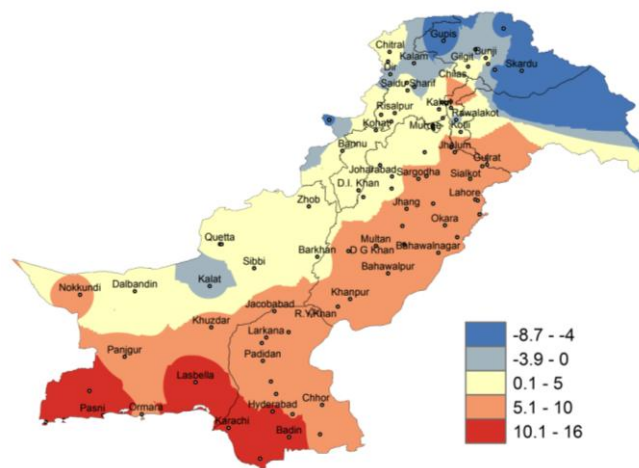 Gupis
Chitral
Kalam
Gilgit
Bunji
Dir
Skardu
Chilas
Saidu Sharif
Risalpur
Rawalakot
Kohat
Kotli
Bannu
Jhelum
Gujrat
Joharabad
Sargodha
Sialkot
D.I. Khan
Zhob
Jhang
Lahore
Okara
Quetta
Multan
Sibbi
Barkhan
D G Khan
Bahawalnagar
Kalat
Bahawalpur
Nokkundi
Dalbandin
Khanpur
Jacobabad
R.Y.Khan
Khuzdar
Larkana
Panjgur
Padidan
Lasbella
Pasni
Ormara
Hyderabad
Chhor
Karachi
Badin
-8.7 - -4
-3.9 - 0
0.1 - 5
5.1 - 10
10.1 - 16